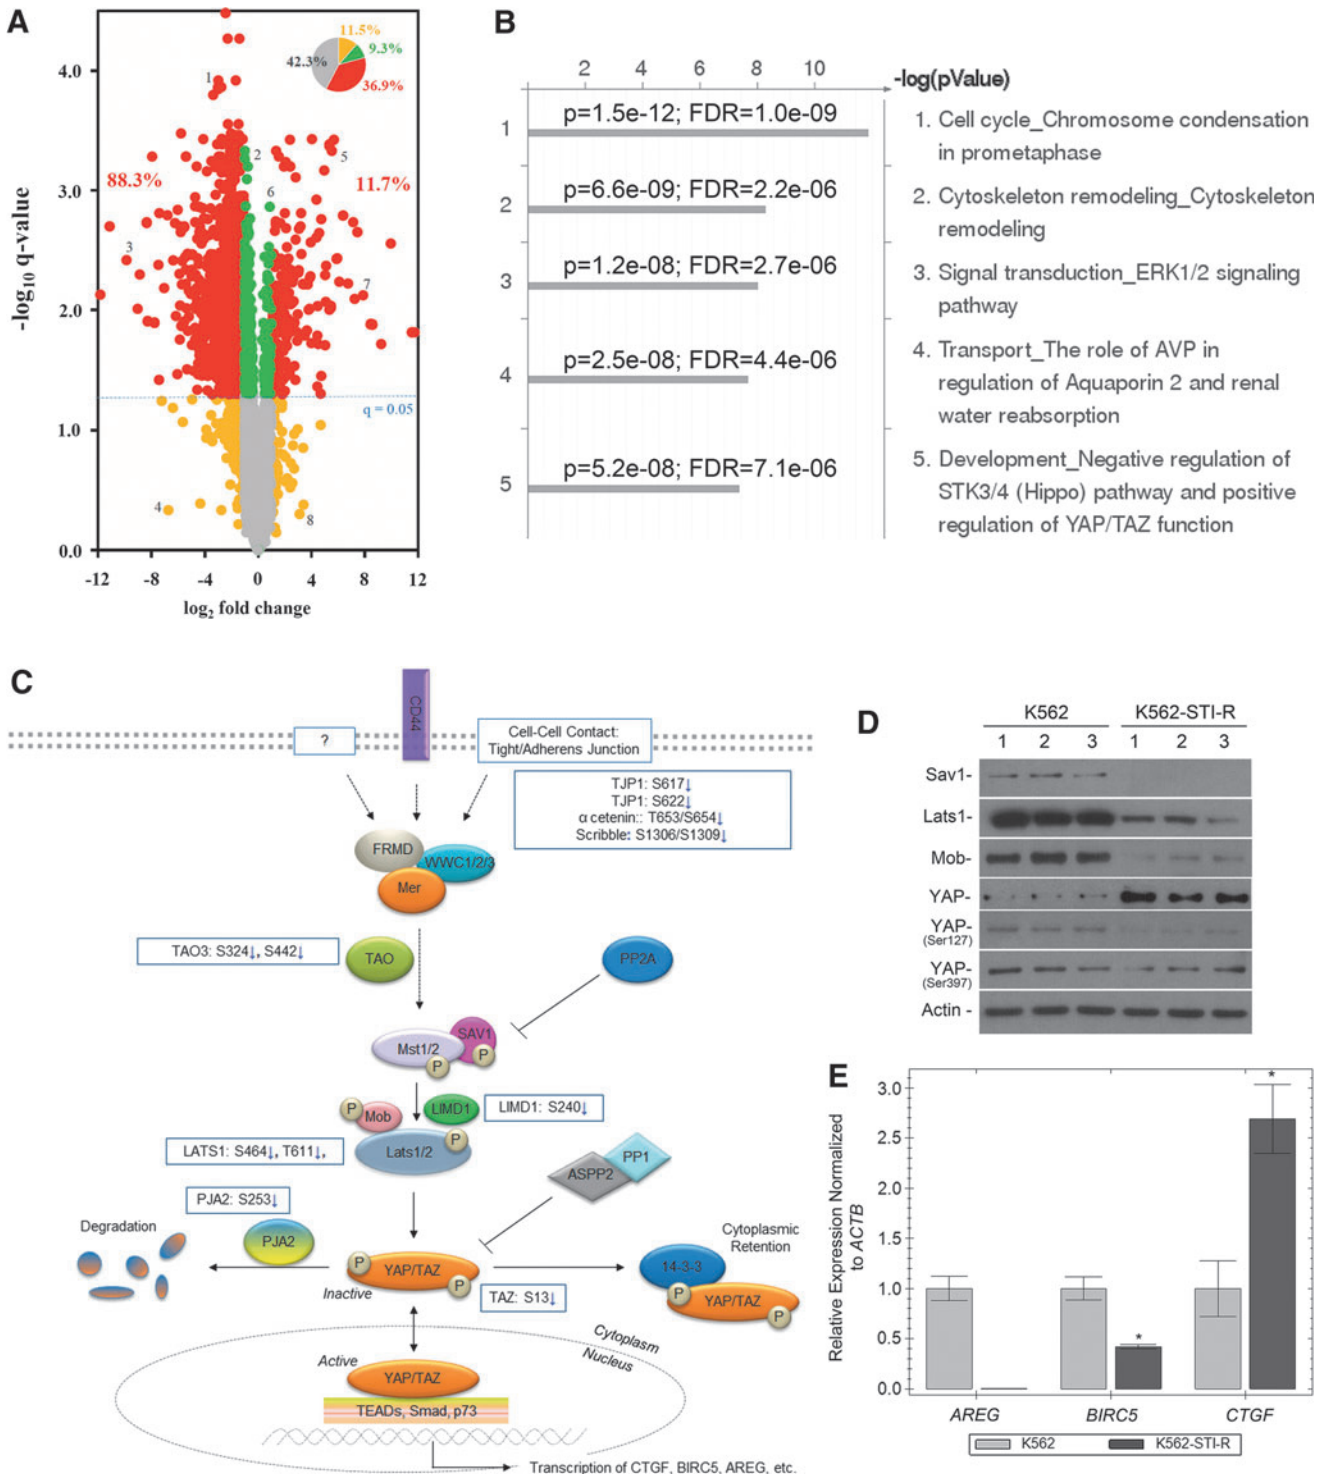 A
4.0
3.0
2.0
1.0
0.0
-log10 q-value
-12
-8
-4
0
4
8
12
log2 fold change
11.5%
9.3%
42.3%
36.9%
88.3%
11.7%
1
2
3
4
5
6
7
8
q = 0.05
B
2
4
6
8
10
-log(pValue)
1
p=1.5e-12; FDR=1.0e-09
2
p=6.6e-09; FDR=2.2e-06
3
p=1.2e-08; FDR=2.7e-06
4
p=2.5e-08; FDR=4.4e-06
5
p=5.2e-08; FDR=7.1e-06
1. Cell cycle_Chromosome condensation
in prometaphase
2. Cytoskeleton remodeling_Cytoskeleton
remodeling
3. Signal transduction_ERK1/2 signaling
pathway
4. Transport_The role of AVP in
regulation of Aquaporin 2 and renal
water reabsorption
5. Development_Negative regulation of
STK3/4 (Hippo) pathway and positive
regulation of YAP/TAZ function
C
CD44
?
Cell-Cell Contact:
Tight/Adherens Junction
TJP1: S617↓
TJP1: S622↓
α cetenin:: T653/S654↓
Scribble: S1306/S1309↓
FRMD
WWC1/2/3
Mer
TAO3: S324↓, S442↓
TAO
PP2A
SAV1
Mst1/2
P
P
P
Mob
LIMD1
LIMD1: S240↓
P
Lats1/2
LATS1: S464↓, T611↓,
PP1
ASPP2
PJA2: S253↓
Degradation
PJA2
P
YAP/TAZ
P
Inactive
TAZ: S13↓
Cytoplasmic
Retention
14-3-3
P
YAP/TAZ
P
Cytoplasm
Nucleus
Active
YAP/TAZ
TEADs, Smad, p73
Transcription of CTGF, BIRC5, AREG, etc.
D
K562
K562-STI-R
1 2 3 1 2 3
Sav1-
Lats1-
Mob-
YAP-
YAP-
(Ser127)
YAP-
(Ser397)
Actin -
E
Relative Expression Normalized
to ACTB
3.0
2.5
2.0
1.5
1.0
0.5
0.0
*
*
AREG
BIRC5
CTGF
K562
K562-STI-R